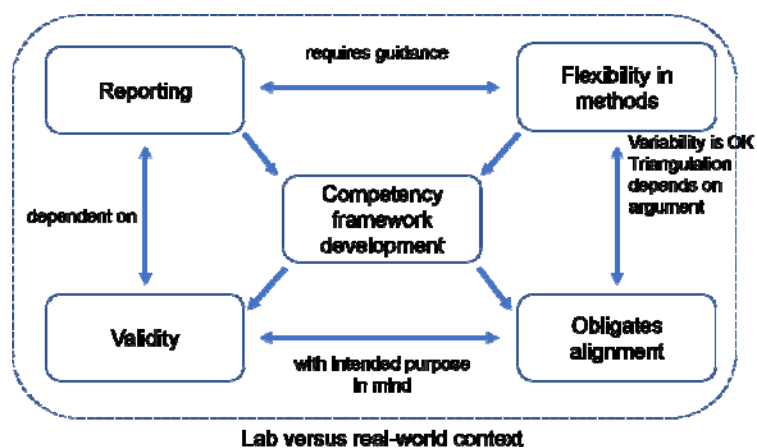 requires guidance
Reporting
Flexibility in
methods
Variability is OK
Triangulation
depends on
argument
Competency
framework
development
dependent on
Validity
Obligates
alignment
with intended purpose
in mind
Lab versus real-world context